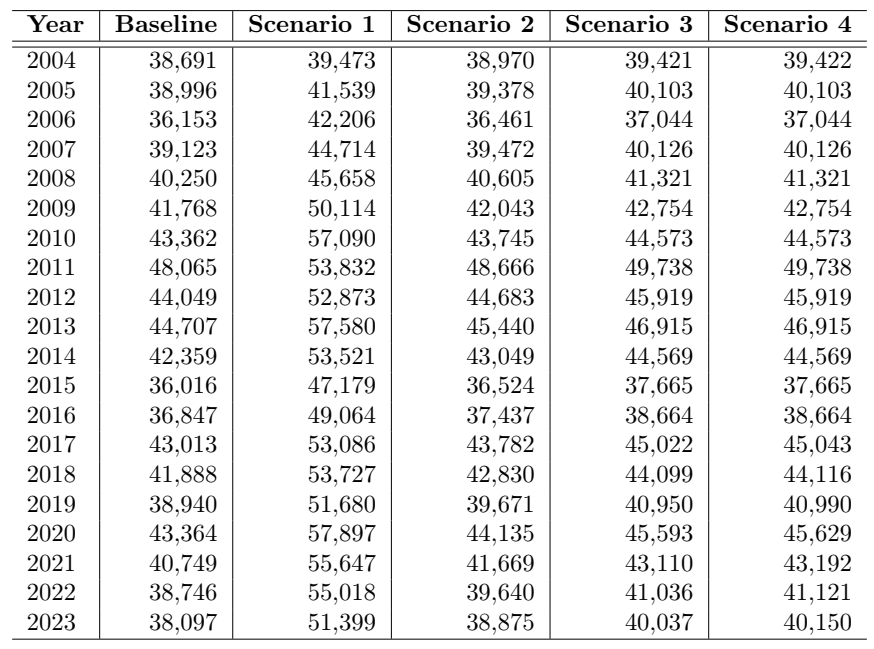 Year Baseline Scenario 1 Scenario 2 Scenario 3 Scenario 4
2004 38,691 39,473 38,970 39,421 39,422
2005 38,996 41,539 39,378 40,103 40,103
2006 36,153 42,206 36,461 37,044 37,044
2007 39,123 44,714 39,472 40,126 40,126
2008 40,250 45,658 40,605 41,321 41,321
2009 41,768 50,114 42,043 42,754 42,754
2010 43,362 57,090 43,745 44,573 44,573
2011 48,065 53,832 48,666 49,738 49,738
2012 44,049 52,873 44,683 45,919 45,919
2013 44,707 57,580 45,440 46,915 46,915
2014 42,359 53,521 43,049 44,569 44,569
2015 36,016 47,179 36,524 37,665 37,665
2016 36,847 49,064 37,437 38,664 38,664
2017 43,013 53,086 43,782 45,022 45,043
2018 41,888 53,727 42,830 44,099 44,116
2019 38,940 51,680 39,671 40,950 40,990
2020 43,364 57,897 44,135 45,593 45,629
2021 40,749 55,647 41,669 43,110 43,192
2022 38,746 55,018 39,640 41,036 41,121
2023 38,097 51,399 38,875 40,037 40,150